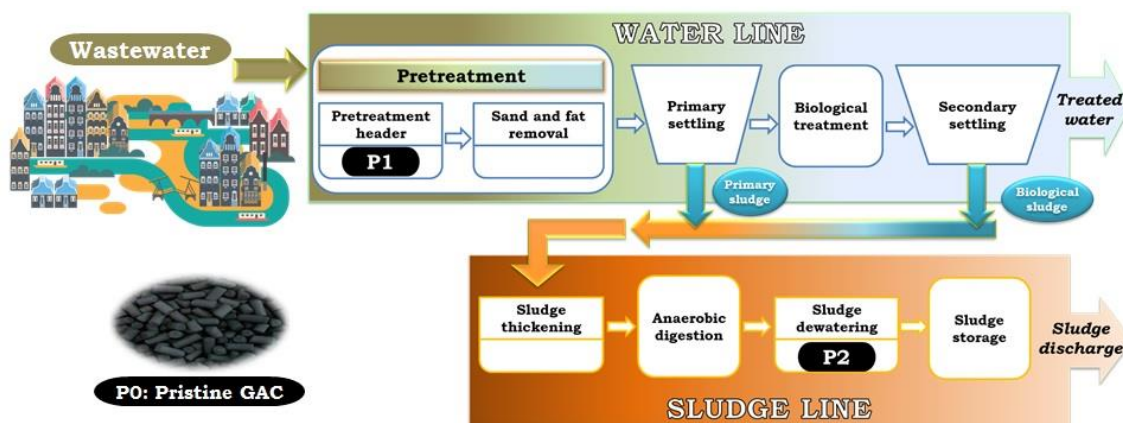 WATER LINE
Wastewater
Pretreatment
Pretreatment
header
P1
Sand and fat
removal
Primary
settling
Biological
treatment
Secondary
settling
Treated
water
Primary
sludge
Biological
sludge
Sludge
thickening
Anaerobic
digestion
Sludge
dewatering
P2
Sludge
storage
Sludge
discharge
P0: Pristine GAC
SLUDGE LINE